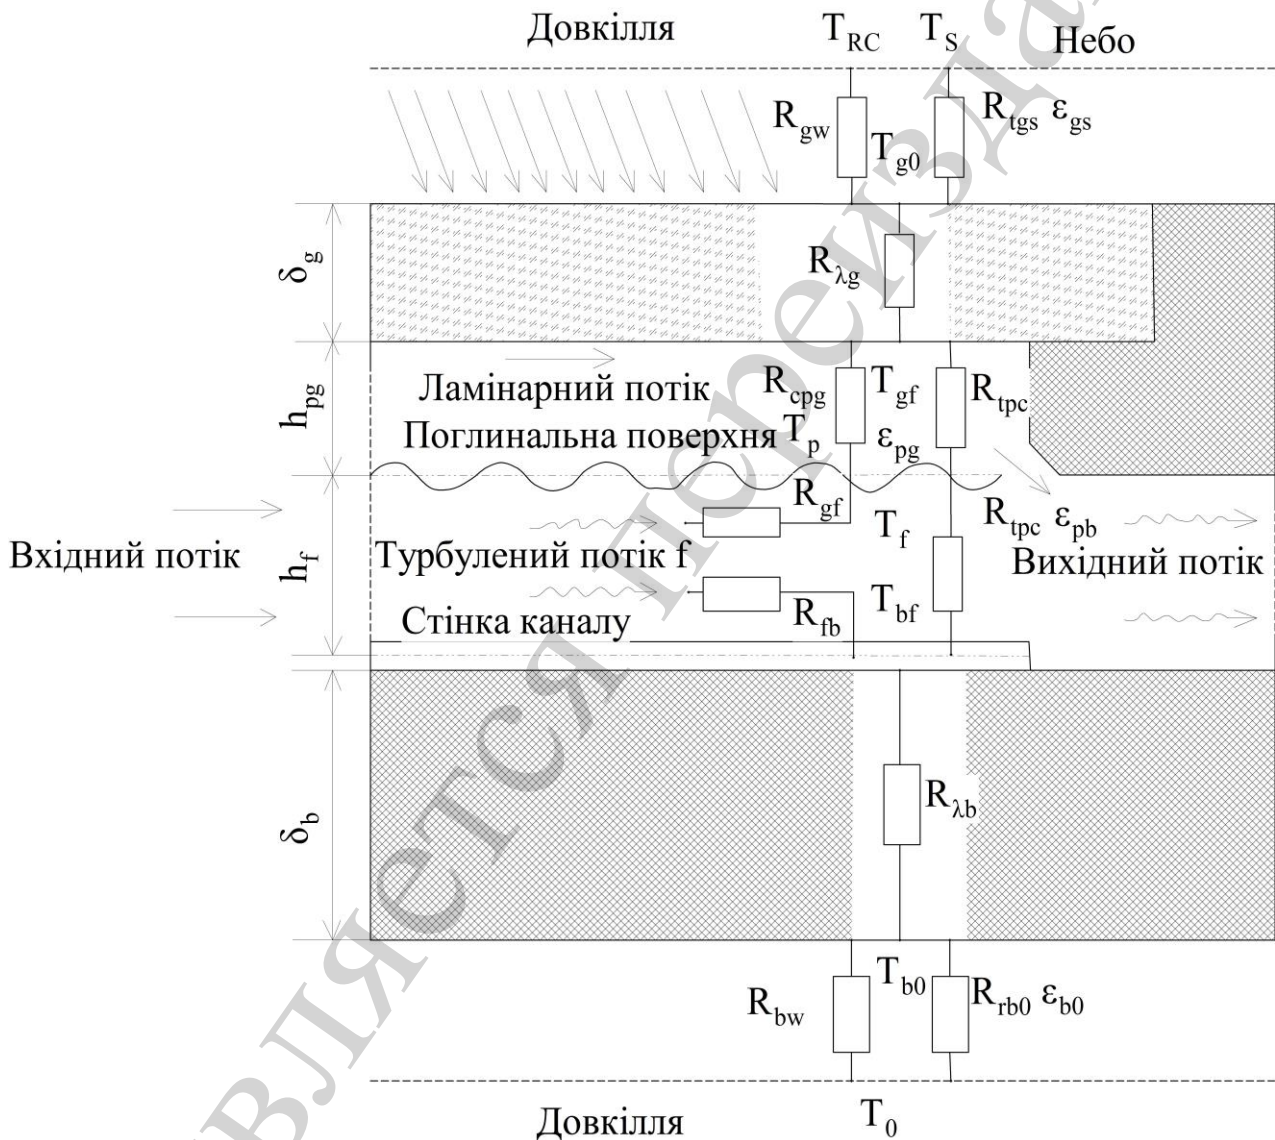 Довкілля T_RC T_S Небо
R_gw T_g0 R_tgs ε_gs
δ_g R_λg
h_pg Ламінарний потік R_cpg T_gf R_tpc
Поглинальна поверхня T_p ε_pg
R_gf
Вхідний потік h_f Турбулений потік f T_f R_tpc ε_pb Вихідний потік
Стінка каналу R_fb T_bf
δ_b R_λb
R_bw T_b0 R_rb0 ε_b0
Довкілля T_0
вляется переизда